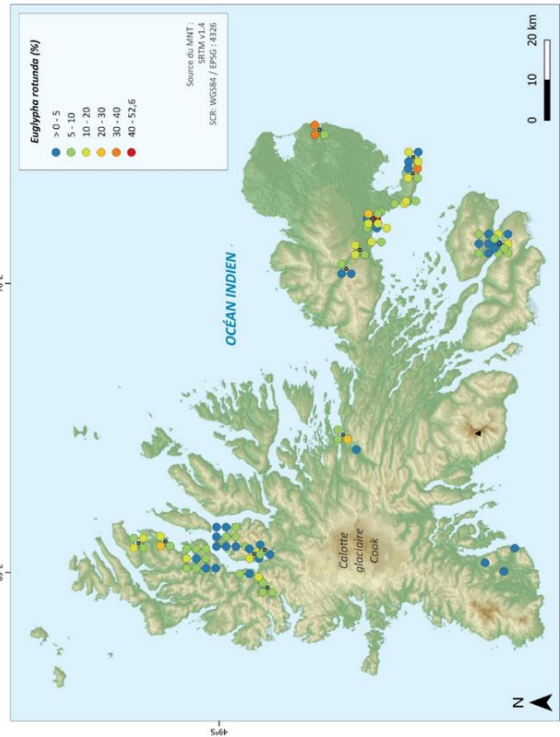 Euglypha rotunda (%)
> 0 - 5
5 - 10
10 - 20
20 - 30
30 - 40
40 - 52,6
Source du MNT :
SRTM v1.4
SCR: WGS84 / EPSG : 4326
OCÉAN INDIEN
Calotte
glaciaire
Cook
49°S
N
0 10 20 km